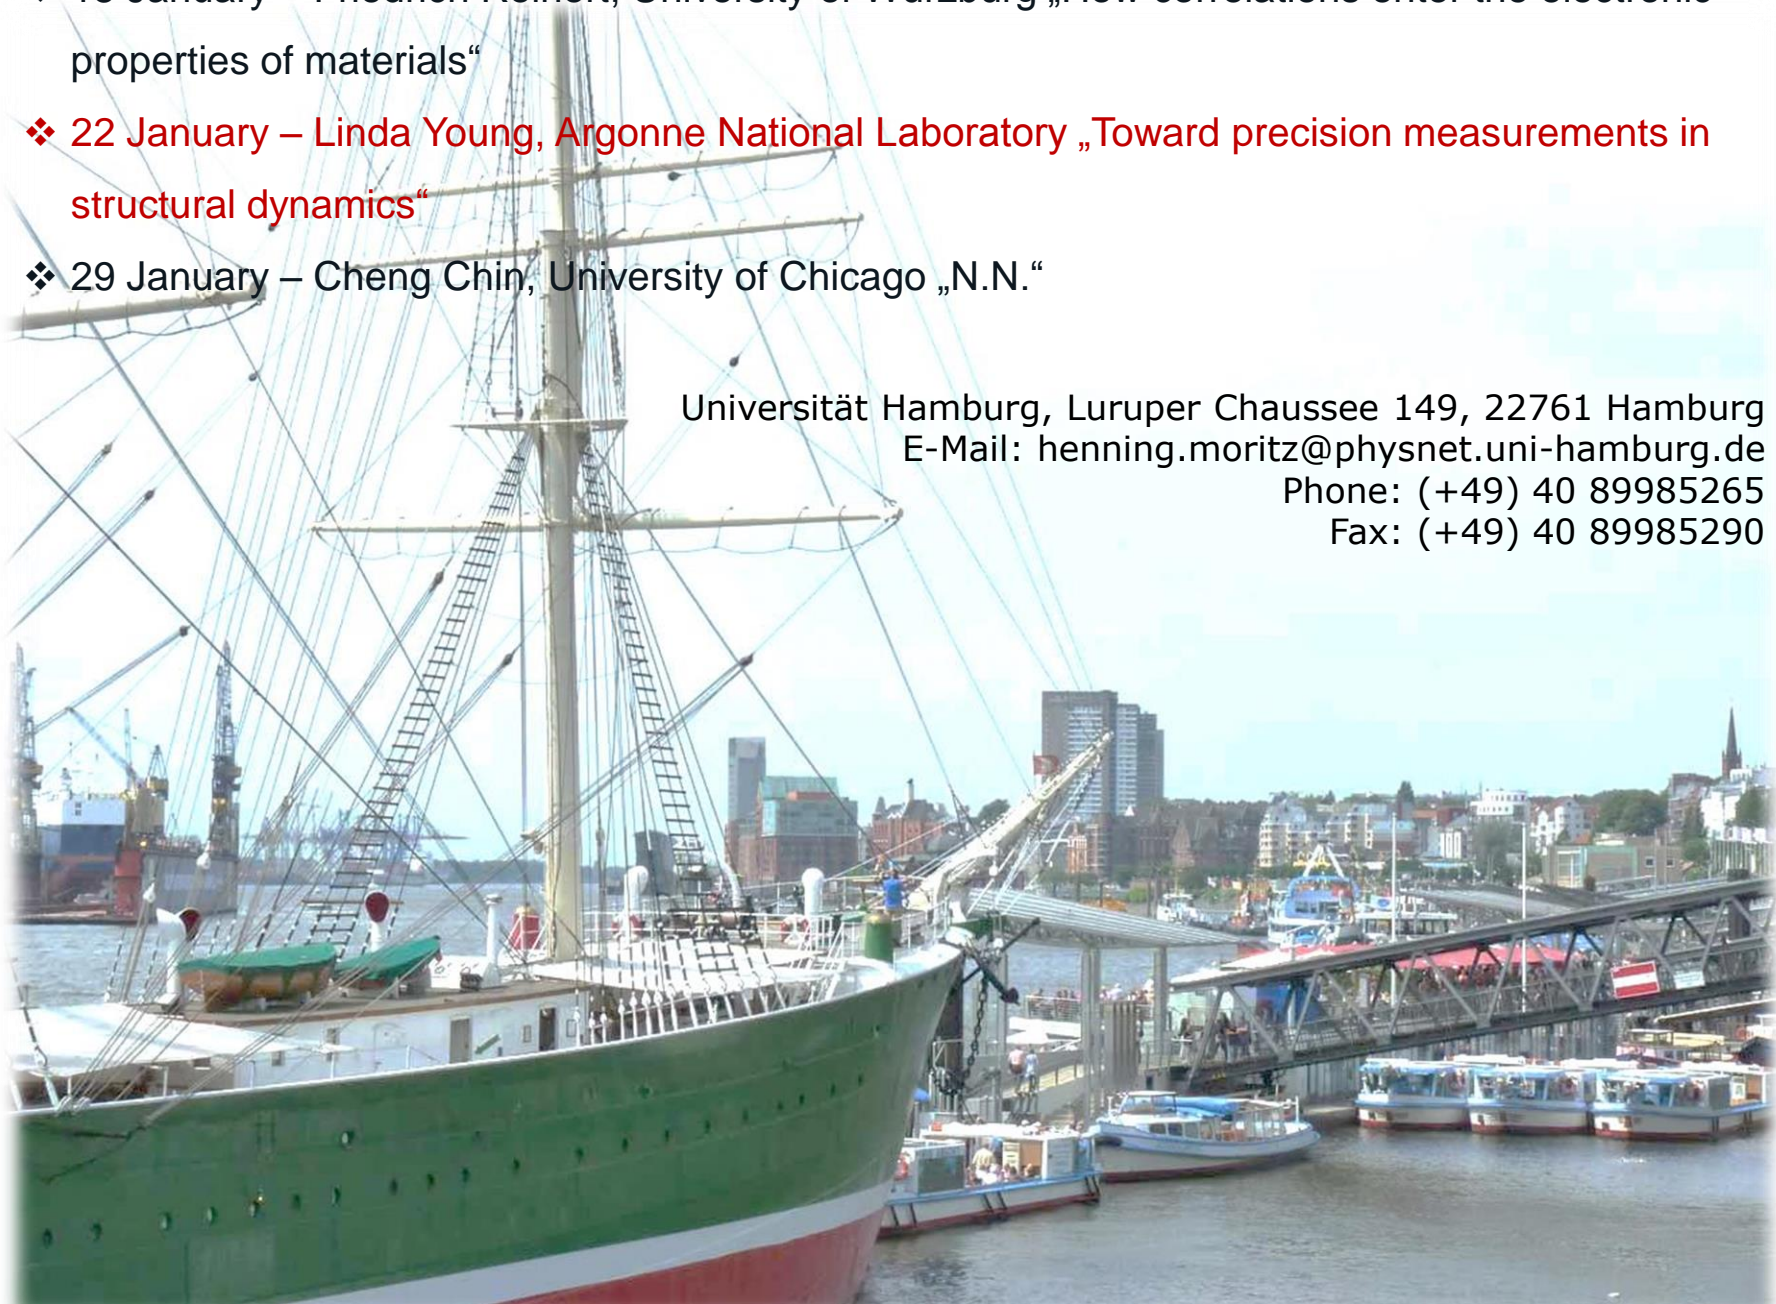 properties of materials“
❖ 22 January – Linda Young, Argonne National Laboratory „Toward precision measurements in
structural dynamics“
❖ 29 January – Cheng Chin, University of Chicago „N.N.“
Universität Hamburg, Luruper Chaussee 149, 22761 Hamburg
E-Mail: henning.moritz@physnet.uni-hamburg.de
Phone: (+49) 40 89985265
Fax: (+49) 40 89985290